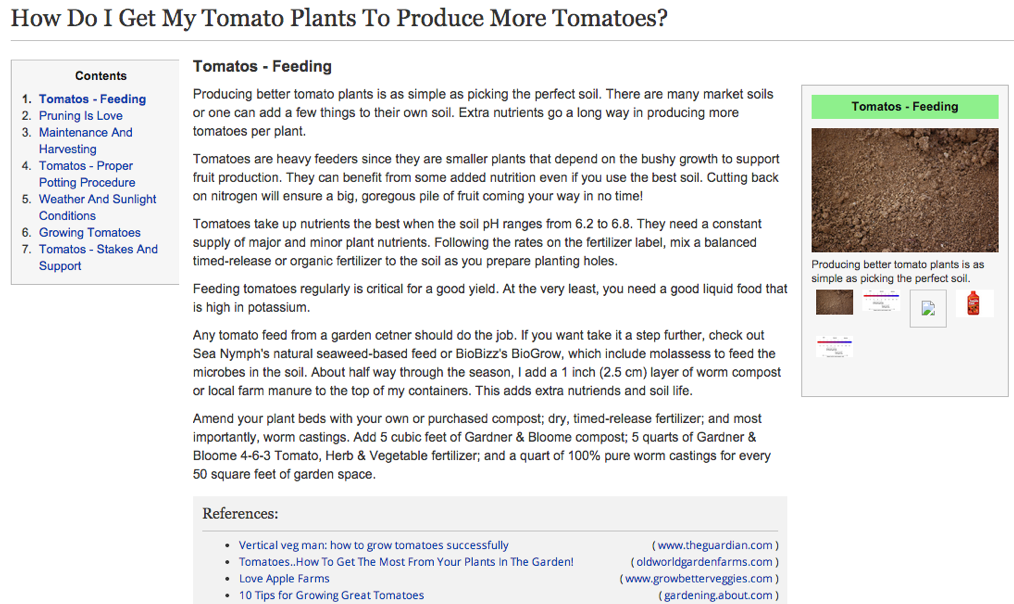 How Do I Get My Tomato Plants To Produce More Tomatoes?
Contents
1. Tomatos - Feeding
2. Pruning Is Love
3. Maintenance And
Harvesting
4. Tomatos - Proper
Potting Procedure
5. Weather And Sunlight
Conditions
6. Growing Tomatoes
7. Tomatos - Stakes And
Support
Tomatos - Feeding
Producing better tomato plants is as simple as picking the perfect soil. There are many market soils
or one can add a few things to their own soil. Extra nutrients go a long way in producing more
tomatoes per plant.
Tomatoes are heavy feeders since they are smaller plants that depend on the bushy growth to support
fruit production. They can benefit from some added nutrition even if you use the best soil. Cutting back
on nitrogen will ensure a big, goregous pile of fruit coming your way in no time!
Tomatoes take up nutrients the best when the soil pH ranges from 6.2 to 6.8. They need a constant
supply of major and minor plant nutrients. Following the rates on the fertilizer label, mix a balanced
timed-release or organic fertilizer to the soil as you prepare planting holes.
Feeding tomatoes regularly is critical for a good yield. At the very least, you need a good liquid food that
is high in potassium.
Any tomato feed from a garden cetner should do the job. If you want take it a step further, check out
Sea Nymph's natural seaweed-based feed or BioBizz's BioGrow, which include molassess to feed the
microbes in the soil. About half way through the season, I add a 1 inch (2.5 cm) layer of worm compost
or local farm manure to the top of my containers. This adds extra nutriends and soil life.
Amend your plant beds with your own or purchased compost; dry, timed-release fertilizer; and most
importantly, worm castings. Add 5 cubic feet of Gardner & Bloome compost; 5 quarts of Gardner &
Bloome 4-6-3 Tomato, Herb & Vegetable fertilizer; and a quart of 100% pure worm castings for every
50 square feet of garden space.
References:
• Vertical veg man: how to grow tomatoes successfully ( www.theguardian.com )
• Tomatoes..How To Get The Most From Your Plants In The Garden! ( oldworldgardenfarms.com )
• Love Apple Farms ( www.growbetterveggies.com )
• 10 Tips for Growing Great Tomatoes ( gardening.about.com )
Tomatos - Feeding
Producing better tomato plants is as
simple as picking the perfect soil.